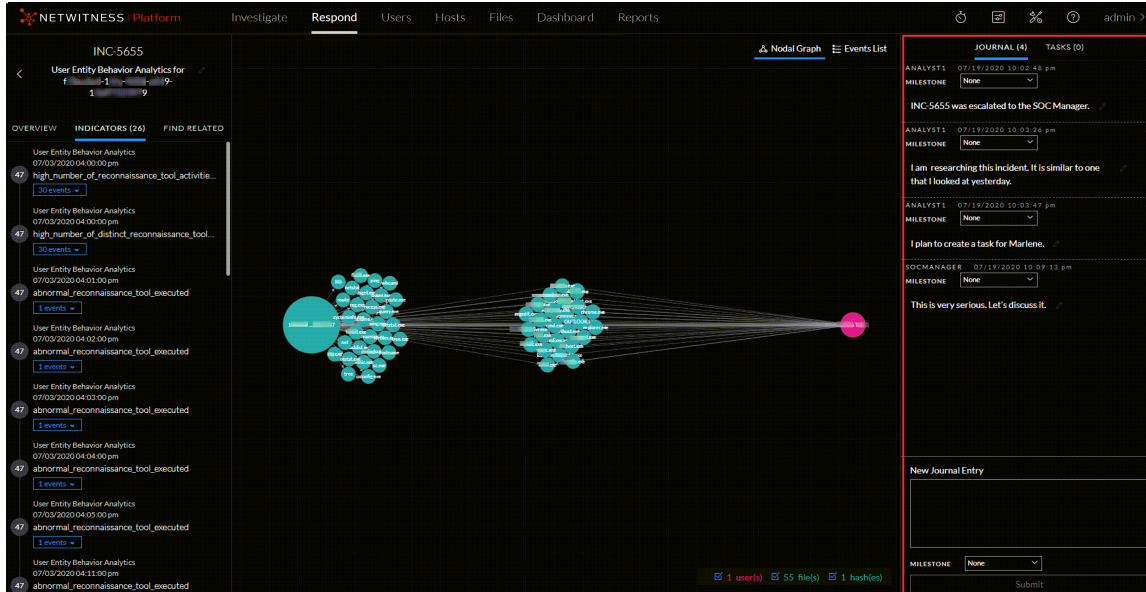 NETWITNESS Platform
Investigate
Respond
Users
Hosts
Files
Dashboard
Reports
admin >
INC-5655
User Entity Behavior Analytics for
OVERVIEW
INDICATORS (26)
FIND RELATED
User Entity Behavior Analytics
07/03/2020 04:00:00 pm
47 high_number_of_reconnaissance_tool_activitie...
30 events
User Entity Behavior Analytics
07/03/2020 04:00:00 pm
47 high_number_of_distinct_reconnaissance_tool...
30 events
User Entity Behavior Analytics
07/03/2020 04:01:00 pm
47 abnormal_reconnaissance_tool_executed
1 events
User Entity Behavior Analytics
07/03/2020 04:02:00 pm
47 abnormal_reconnaissance_tool_executed
1 events
User Entity Behavior Analytics
07/03/2020 04:03:00 pm
47 abnormal_reconnaissance_tool_executed
1 events
User Entity Behavior Analytics
07/03/2020 04:04:00 pm
47 abnormal_reconnaissance_tool_executed
1 events
User Entity Behavior Analytics
07/03/2020 04:05:00 pm
47 abnormal_reconnaissance_tool_executed
1 events
User Entity Behavior Analytics
07/03/2020 04:11:00 pm
47 abnormal_reconnaissance_tool_executed
Nodal Graph
Events List
OUTLOOK
tree
1 user(s) 55 file(s) 1 hash(es)
JOURNAL (4)
TASKS (0)
ANALYST1 07/19/2020 10:02:48 pm
MILESTONE None
INC-5655 was escalated to the SOC Manager.
ANALYST1 07/19/2020 10:03:26 pm
MILESTONE None
I am researching this incident. It is similar to one
that I looked at yesterday.
ANALYST1 07/19/2020 10:03:47 pm
MILESTONE None
I plan to create a task for Marlene.
SOCMANAGER 07/19/2020 10:09:13 pm
MILESTONE None
This is very serious. Let's discuss it.
New Journal Entry
MILESTONE None
Submit